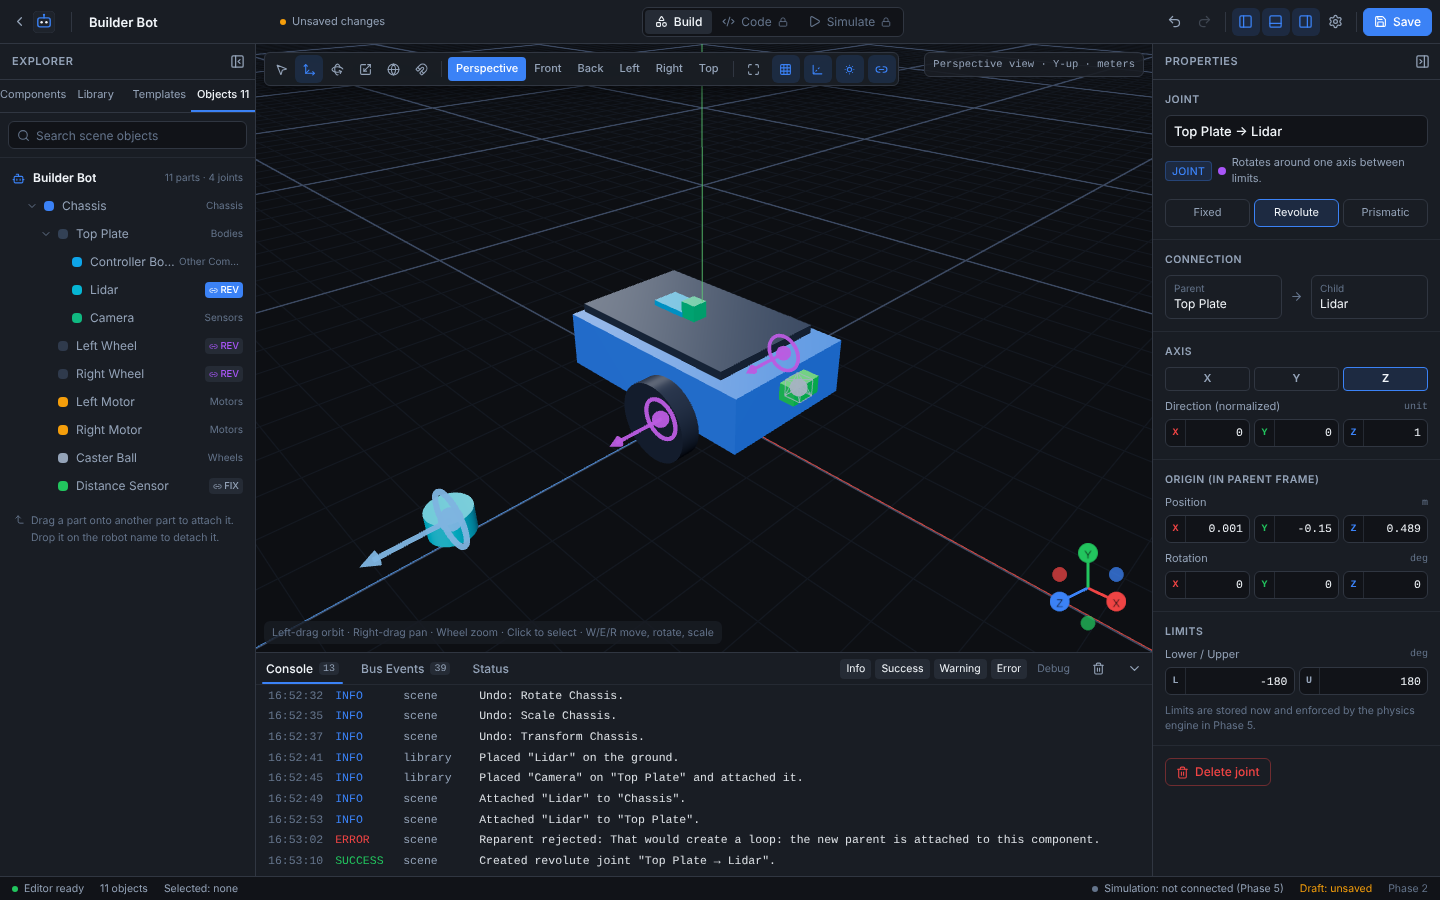 Builder Bot
Unsaved changes
Build
Code
Simulate
Save
EXPLORER
Components Library Templates Objects 11
Search scene objects
Builder Bot 11 parts · 4 joints
Chassis Chassis
Top Plate Bodies
Controller Bo... Other Com...
Lidar REV
Camera Sensors
Left Wheel REV
Right Wheel REV
Left Motor Motors
Right Motor Motors
Caster Ball Wheels
Distance Sensor FIX
Drag a part onto another part to attach it.
Drop it on the robot name to detach it.
Perspective Front Back Left Right Top
Perspective view · Y-up · meters
Y
Z
X
Left-drag orbit · Right-drag pan · Wheel zoom · Click to select · W/E/R move, rotate, scale
Console 13 Bus Events 39 Status
Info Success Warning Error Debug
16:52:32 INFO scene Undo: Rotate Chassis.
16:52:35 INFO scene Undo: Scale Chassis.
16:52:37 INFO scene Undo: Transform Chassis.
16:52:41 INFO library Placed "Lidar" on the ground.
16:52:45 INFO library Placed "Camera" on "Top Plate" and attached it.
16:52:49 INFO scene Attached "Lidar" to "Chassis".
16:52:53 INFO scene Attached "Lidar" to "Top Plate".
16:53:02 ERROR scene Reparent rejected: That would create a loop: the new parent is attached to this component.
16:53:10 SUCCESS scene Created revolute joint "Top Plate → Lidar".
PROPERTIES
JOINT
Top Plate → Lidar
JOINT
Rotates around one axis between
limits.
Fixed Revolute Prismatic
CONNECTION
Parent
Top Plate
→
Child
Lidar
AXIS
X Y Z
Direction (normalized) unit
X 0 Y 0 Z 1
ORIGIN (IN PARENT FRAME)
Position m
X 0.001 Y -0.15 Z 0.489
Rotation deg
X 0 Y 0 Z 0
LIMITS
Lower / Upper deg
L -180 U 180
Limits are stored now and enforced by the physics
engine in Phase 5.
Delete joint
Editor ready 11 objects Selected: none
Simulation: not connected (Phase 5) Draft: unsaved Phase 2